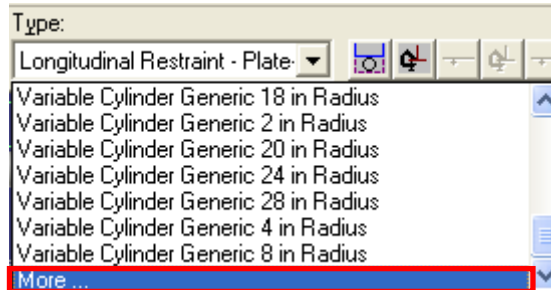 Type:
Longitudinal Restraint - Plate-
Variable Cylinder Generic 18 in Radius
Variable Cylinder Generic 2 in Radius
Variable Cylinder Generic 20 in Radius
Variable Cylinder Generic 24 in Radius
Variable Cylinder Generic 28 in Radius
Variable Cylinder Generic 4 in Radius
Variable Cylinder Generic 8 in Radius
More ...